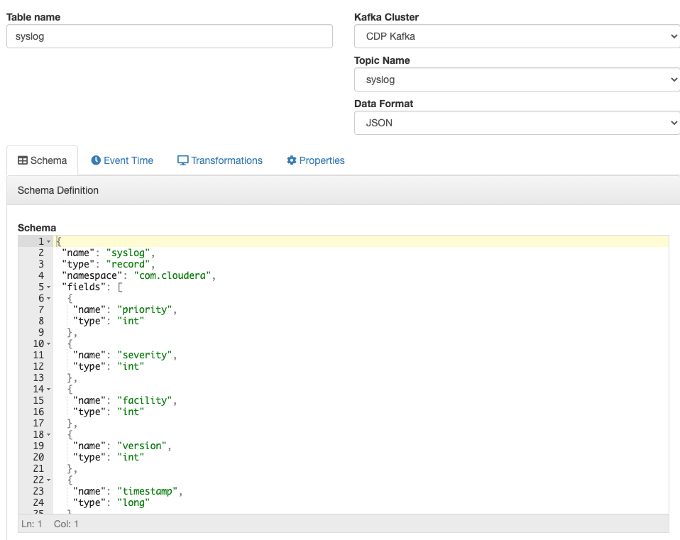 Table name
syslog
Kafka Cluster
CDP Kafka
Topic Name
syslog
Data Format
JSON
Schema Event Time Transformations Properties
Schema Definition
Schema
1 {
2 "name": "syslog",
3 "type": "record",
4 "namespace": "com.cloudera",
5 "fields": [
6 {
7 "name": "priority",
8 "type": "int"
9 },
10 {
11 "name": "severity",
12 "type": "int"
13 },
14 {
15 "name": "facility",
16 "type": "int"
17 },
18 {
19 "name": "version",
20 "type": "int"
21 },
22 {
23 "name": "timestamp",
24 "type": "long"
25 }
Ln: 1 Col: 1